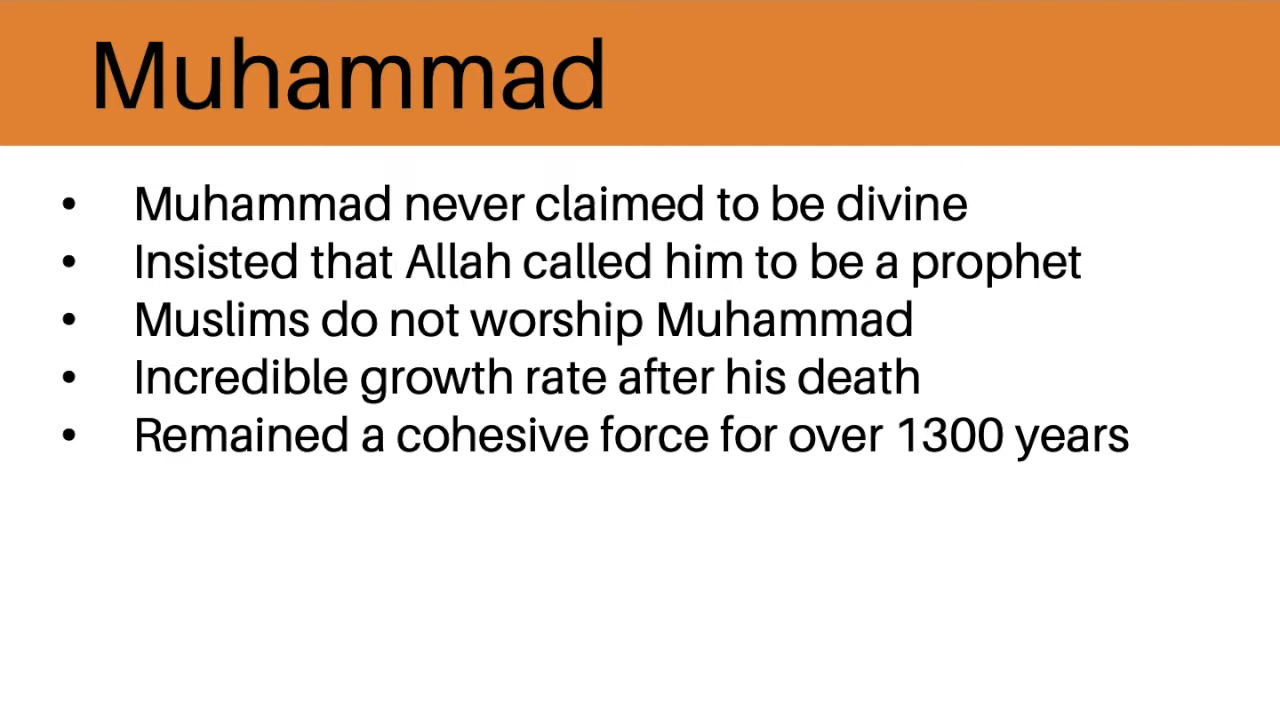 Muhammad
• Muhammad never claimed to be divine
• Insisted that Allah called him to be a prophet
• Muslims do not worship Muhammad
• Incredible growth rate after his death
• Remained a cohesive force for over 1300 years